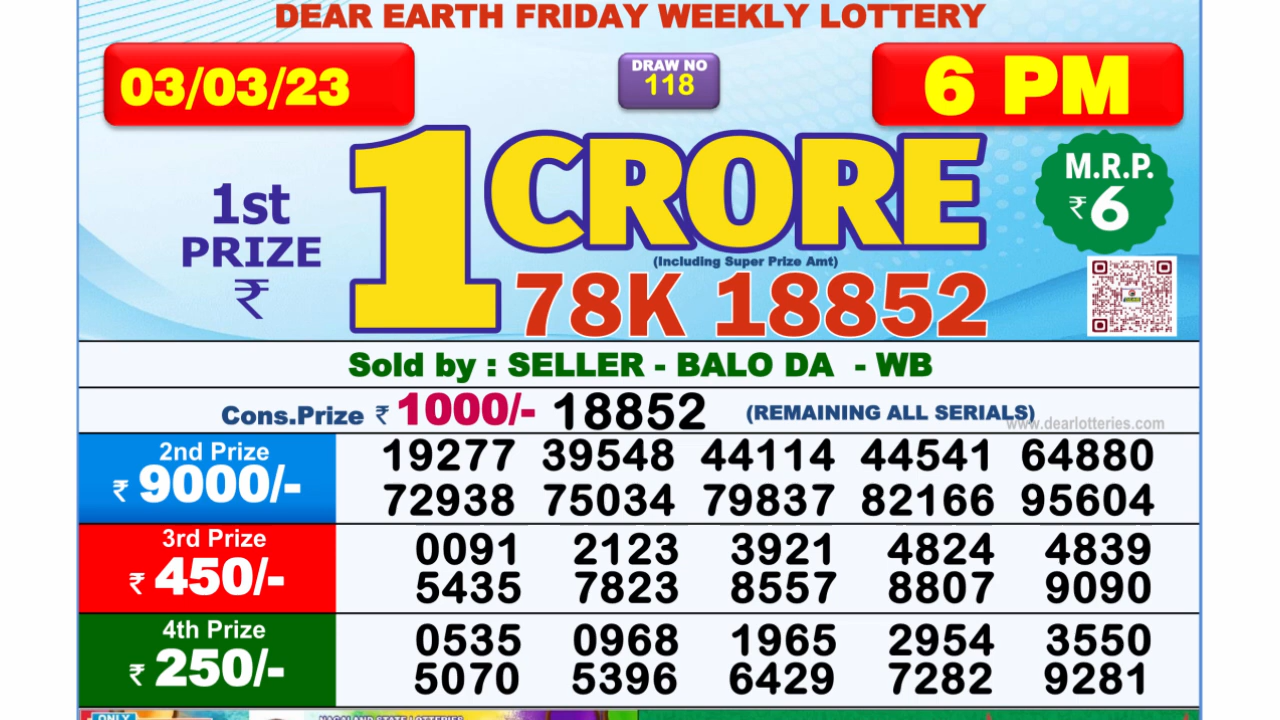 DEAR EARTH FRIDAY WEEKLY LOTTERY
03/03/23
DRAW NO
118
6 PM
1 CRORE
1st
PRIZE
₹
(Including Super Prize Amt)
78K 18852
M.R.P.
₹6
Sold by : SELLER - BALO DA - WB
Cons.Prize ₹ 1000/- 18852 (REMAINING ALL SERIALS)
www.dearlotteries.com
2nd Prize
₹ 9000/-
19277 39548 44114 44541 64880
72938 75034 79837 82166 95604
3rd Prize
₹ 450/-
0091 2123 3921 4824 4839
5435 7823 8557 8807 9090
4th Prize
₹ 250/-
0535 0968 1965 2954 3550
5070 5396 6429 7282 9281
ONLY
NAGALAND STATE LOTTERIES